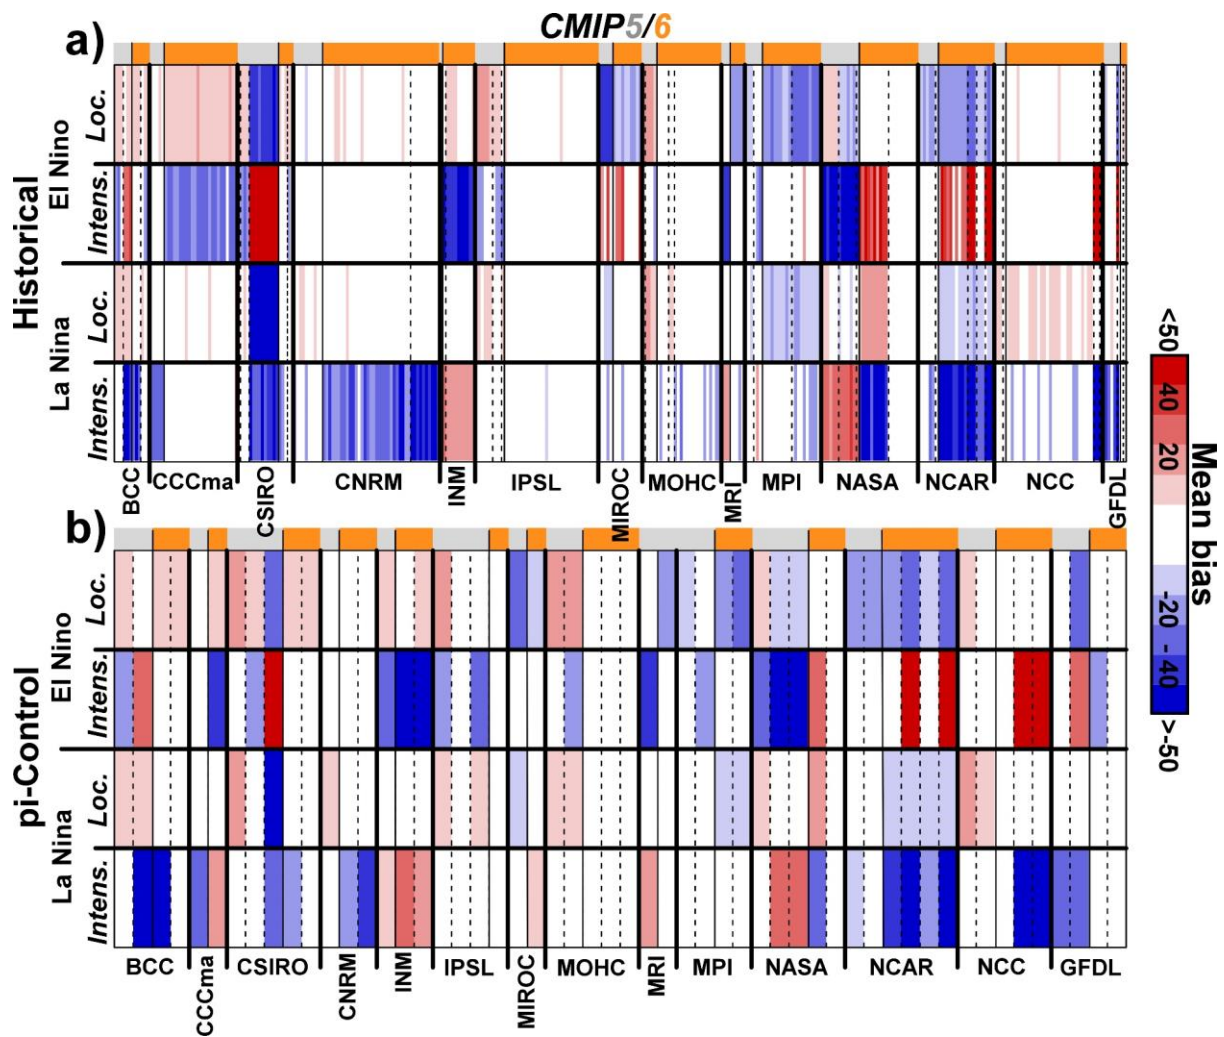 CMIP5/6
a)
Historical
El Nino
Loc.
Intens.
La Nina
Loc.
Intens.
BCC
CCCma
CSIRO
CNRM
INM
IPSL
MIROC
MOHC
MRI
MPI
NASA
NCAR
NCC
GFDL
<50
40
20
-20
-40
>-50
Mean bias
b)
pi-Control
El Nino
Loc.
Intens.
La Nina
Loc.
Intens.
BCC
CCCma
CSIRO
CNRM
INM
IPSL
MIROC
MOHC
MRI
MPI
NASA
NCAR
NCC
GFDL